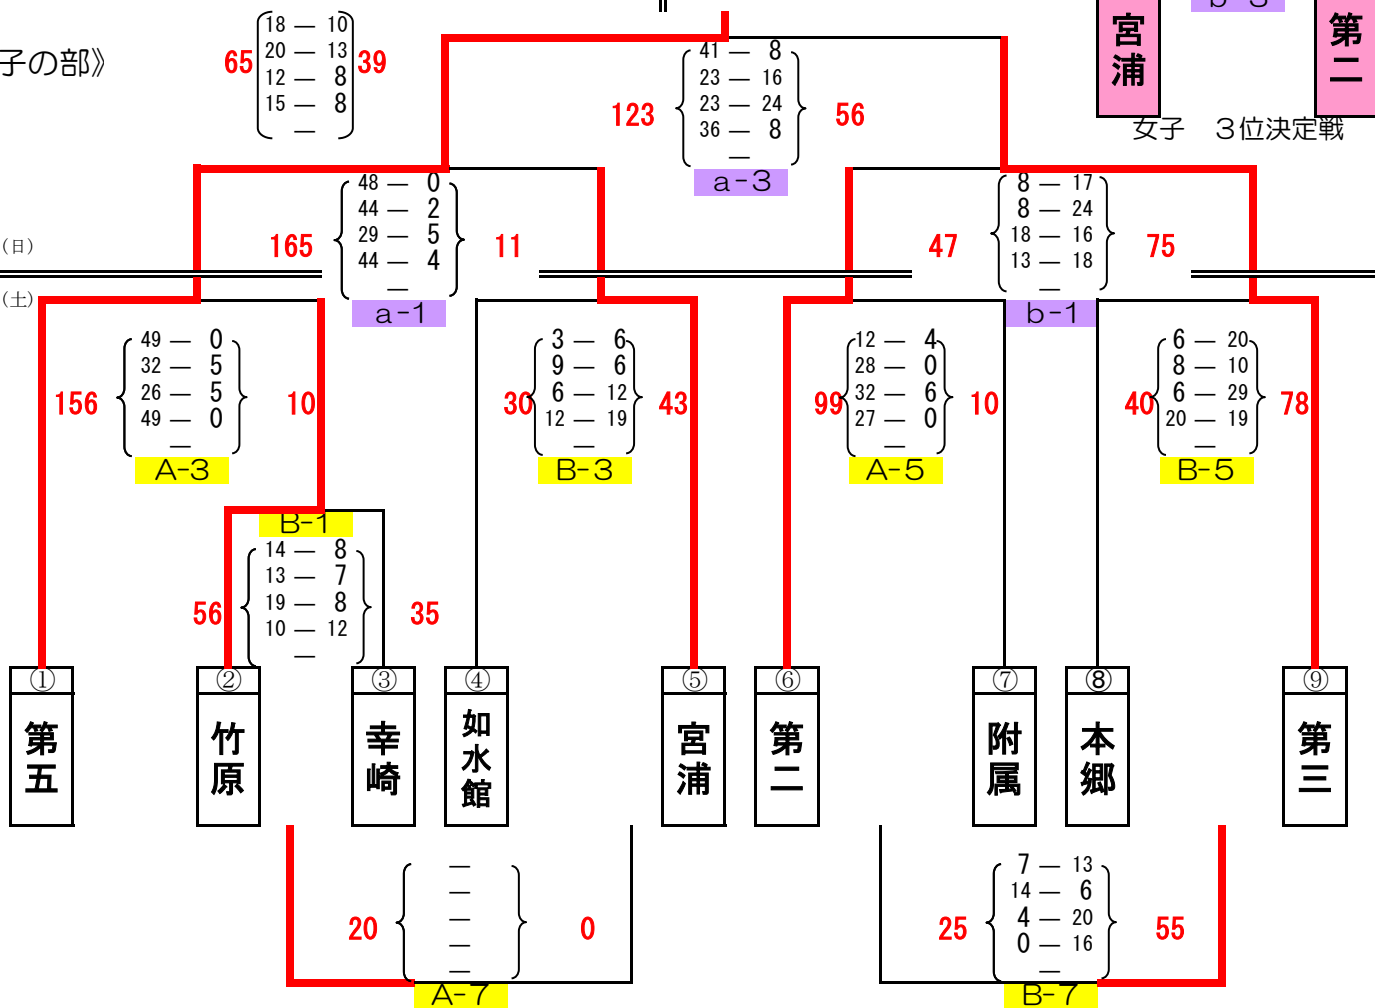 b-3
宮浦
第二
女子　３位決定戦
子の部》
65
18 — 10
20 — 13
12 — 8
15 — 8
—
39
123
41 — 8
23 — 16
23 — 24
36 — 8
—
56
a-3
165
48 — 0
44 — 2
29 — 5
44 — 4
—
11
a-1
47
8 — 17
8 — 24
18 — 16
13 — 18
—
75
b-1
(日)
(土)
156
49 — 0
32 — 5
26 — 5
49 — 0
—
10
A-3
30
3 — 6
9 — 6
6 — 12
12 — 19
—
43
B-3
99
12 — 4
28 — 0
32 — 6
27 — 0
—
10
A-5
40
6 — 20
8 — 10
6 — 29
20 — 19
—
78
B-5
B-1
56
14 — 8
13 — 7
19 — 8
10 — 12
—
35
①
第五
②
竹原
③
幸崎
④
如水館
⑤
宮浦
⑥
第二
⑦
附属
⑧
本郷
⑨
第三
20
—
—
—
—
—
0
A-7
25
7 — 13
14 — 6
4 — 20
0 — 16
—
55
B-7